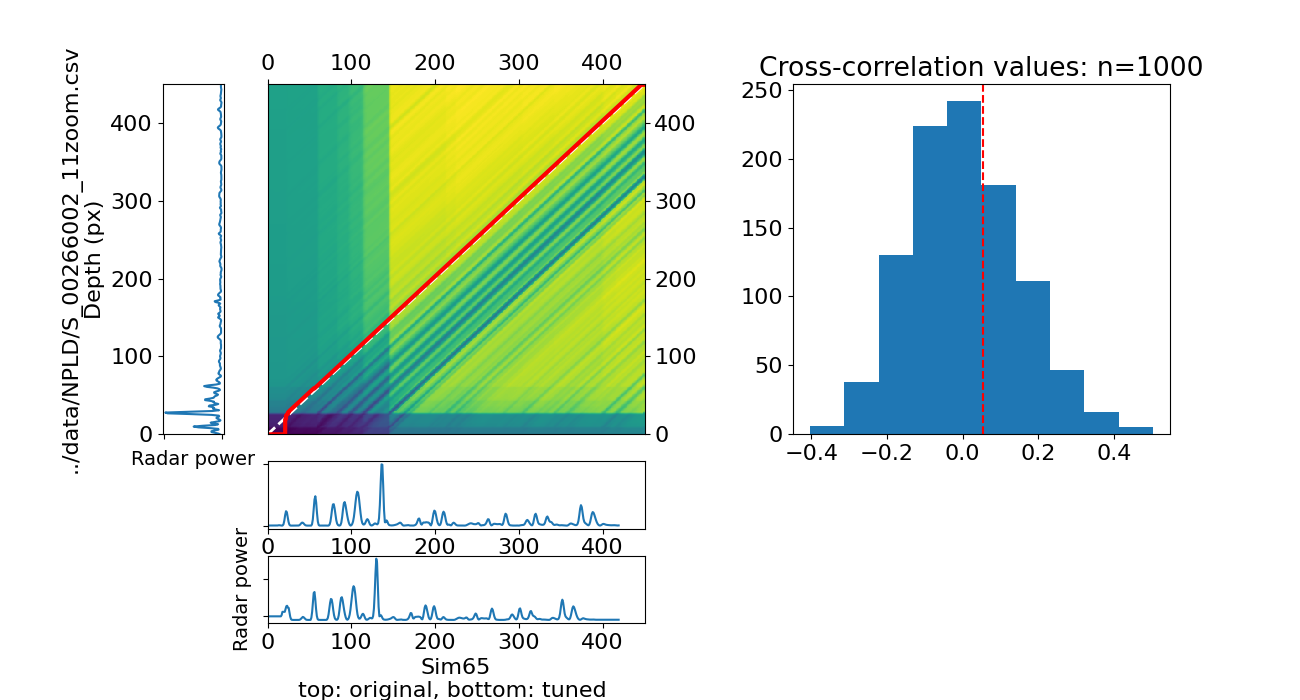 0 100 200 300 400
Cross-correlation values: n=1000
../data/NPLD/S_00266002_11zoom.csv
Depth (px)
400
300
200
100
0
400
300
200
100
0
250
200
150
100
50
0
−0.4 −0.2 0.0 0.2 0.4
Radar power
0 100 200 300 400
Radar power
0 100 200 300 400
Sim65
top: original, bottom: tuned